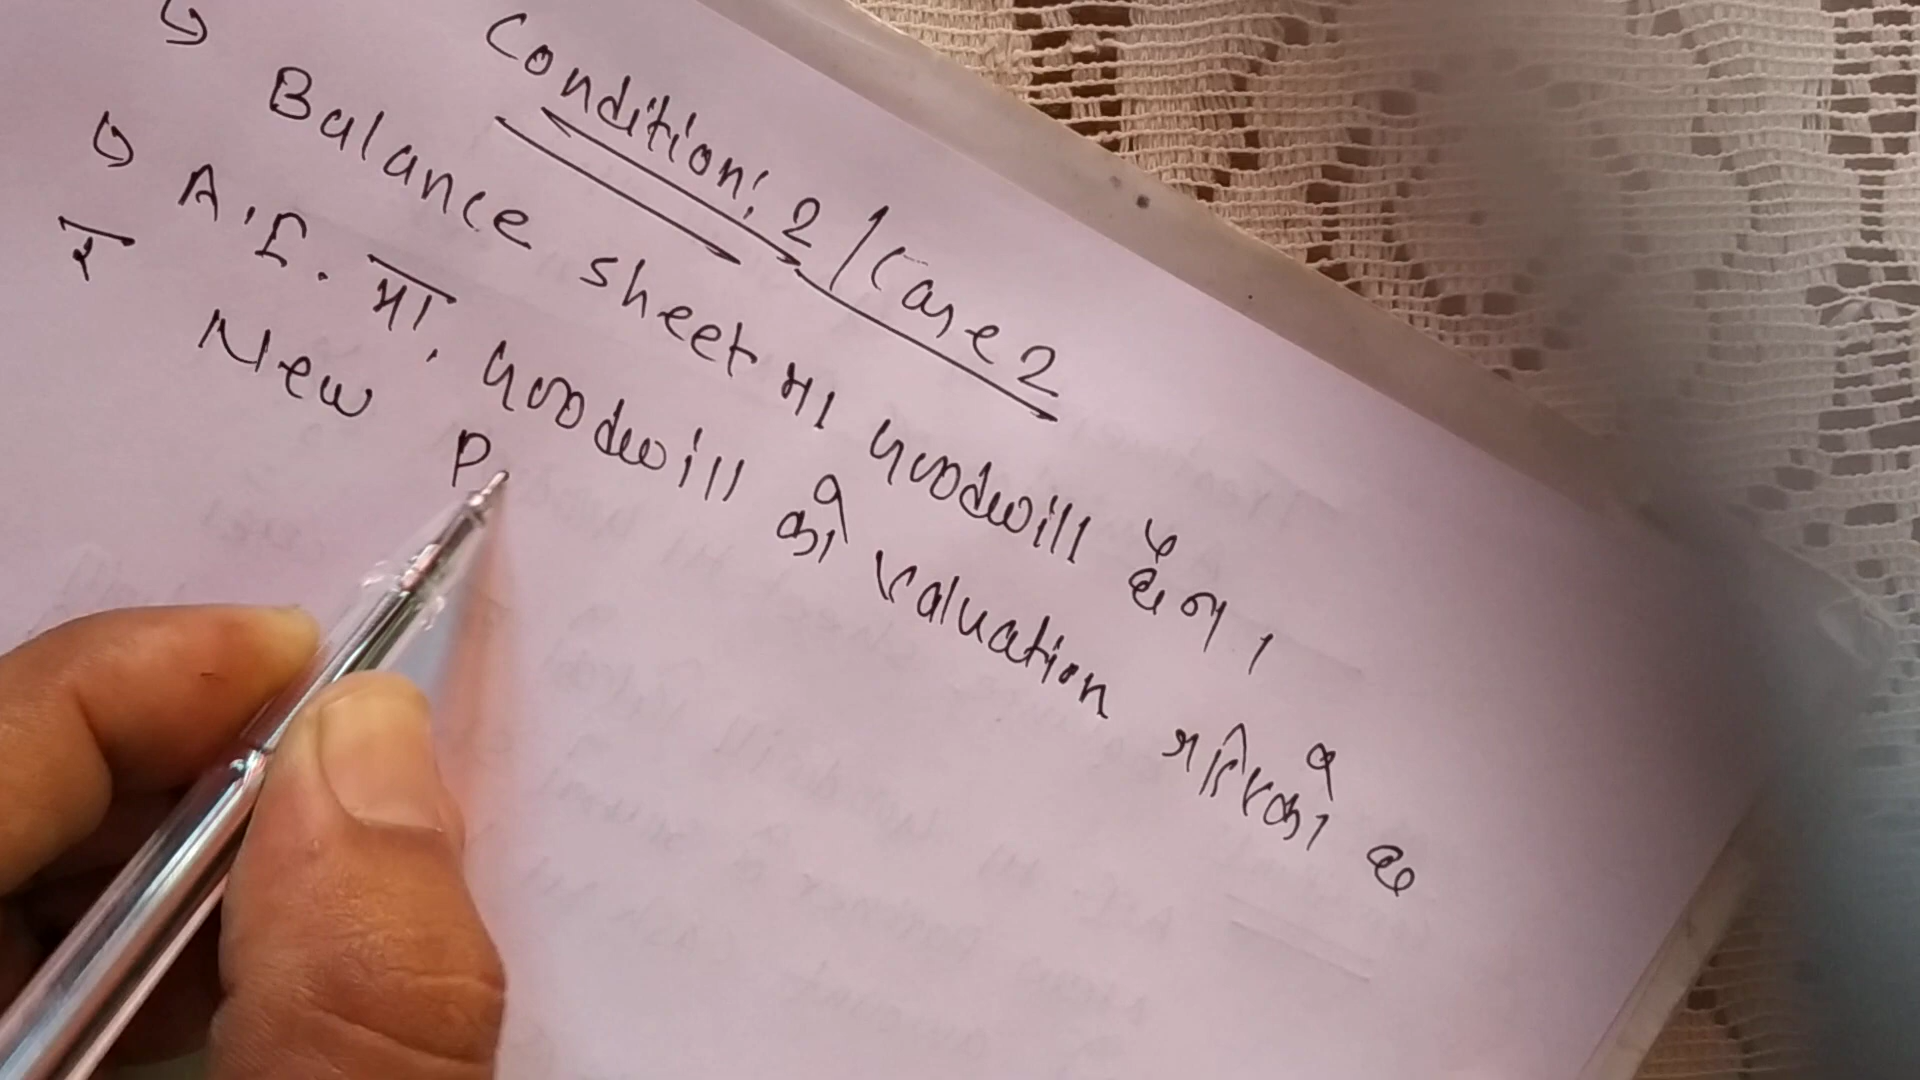 Condition: 2 / Case 2
↳ Balance sheet मा Goodwill छैन ।
↳ A.I. मा. Goodwill को valuation गरिएको छ
र New P